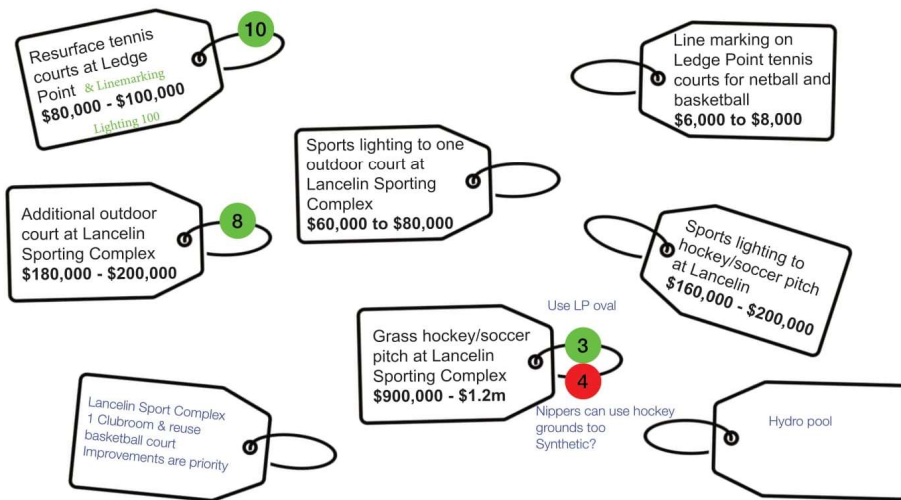 10
Resurface tennis
courts at Ledge
Point & Linemarking
$80,000 - $100,000
Lighting 100
Line marking on
Ledge Point tennis
courts for netball and
basketball
$6,000 to $8,000
Sports lighting to one
outdoor court at
Lancelin Sporting
Complex
$60,000 to $80,000
8
Additional outdoor
court at Lancelin
Sporting Complex
$180,000 - $200,000
Sports lighting to
hockey/soccer pitch
at Lancelin
$160,000 - $200,000
Use LP oval
Grass hockey/soccer
pitch at Lancelin
Sporting Complex
$900,000 - $1.2m
3
4
Nippers can use hockey
grounds too
Synthetic?
Lancelin Sport Complex
1 Clubroom & reuse
basketball court
Improvements are priority
Hydro pool